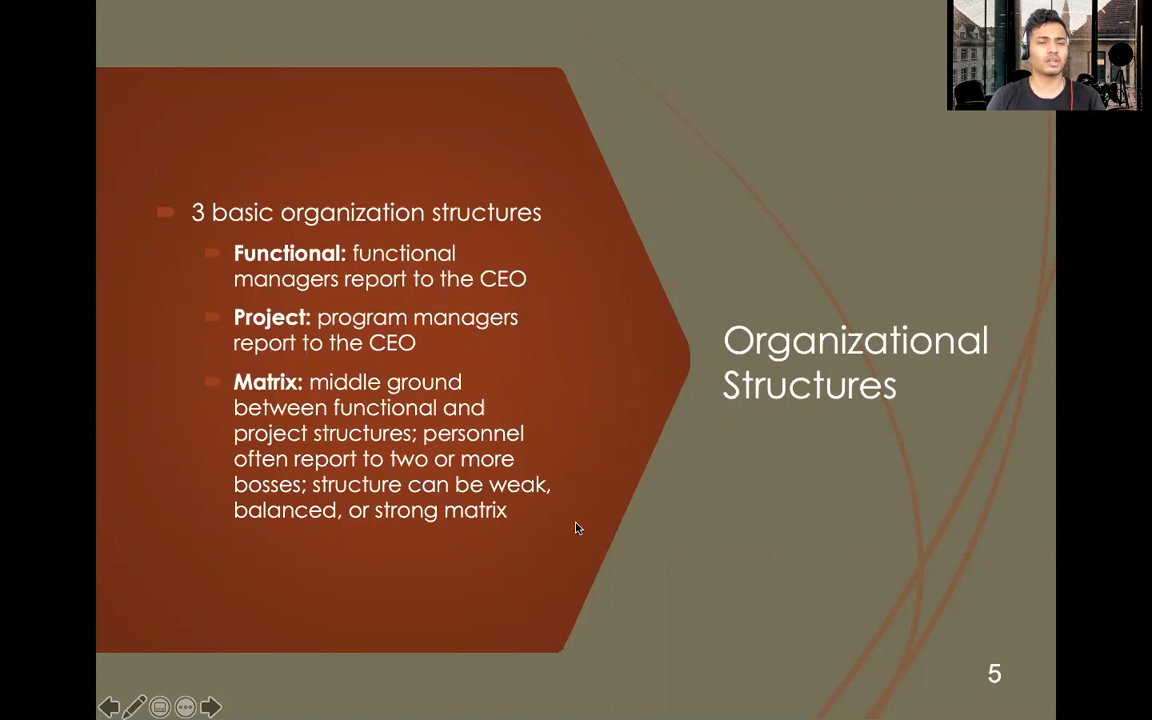 3 basic organization structures
Functional: functional
managers report to the CEO
Project: program managers
report to the CEO
Matrix: middle ground
between functional and
project structures; personnel
often report to two or more
bosses; structure can be weak,
balanced, or strong matrix
Organizational
Structures
5